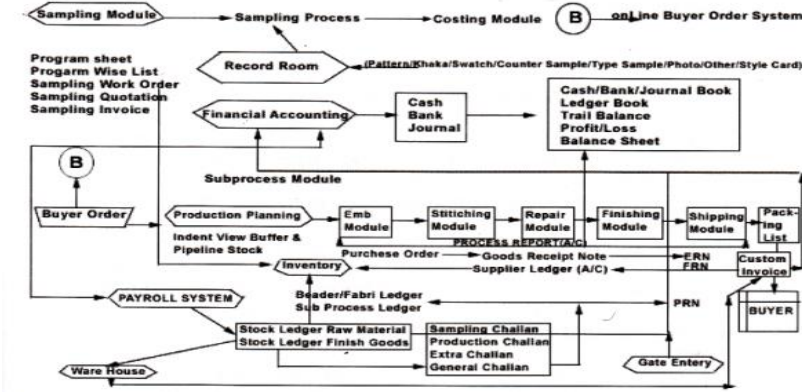 Sampling Module
Sampling Process
Costing Module
B
onLine Buyer Order System
Program sheet
Progarm Wise List
Sampling Work Order
Sampling Quotation
Sampling Invoice
Record Room
(Pattern/Khaka/Swatch/Counter Sample/Type Sample/Photo/Other/Style Card)
Financial Accounting
Cash
Bank
Journal
Cash/Bank/Journal Book
Ledger Book
Trail Balance
Profit/Loss
Balance Sheet
B
Subprocess Module
Buyer Order
Production Planning
Emb
Module
Stitiching
Module
Repair
Module
Finishing
Module
Shipping
Module
Pack-
ing
List
Indent View Buffer &
Pipeline Stock
PROCESS REPORT(A/C)
Purchese Order
Goods Receipt Note
ERN
Inventory
Supplier Ledger (A/C)
FRN
Custom
Invoice
PAYROLL SYSTEM
Beader/Fabri Ledger
Sub Process Ledger
PRN
BUYER
Stock Ledger Raw Material
Stock Ledger Finish Goods
Sampling Challan
Production Challan
Extra Challan
General Challan
Gate Entery
Ware House